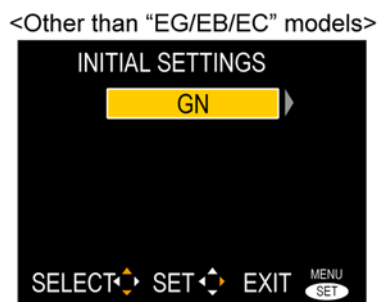 <Other than “EG/EB/EC” models>
INITIAL SETTINGS
GN
SELECT SET EXIT MENU
SET